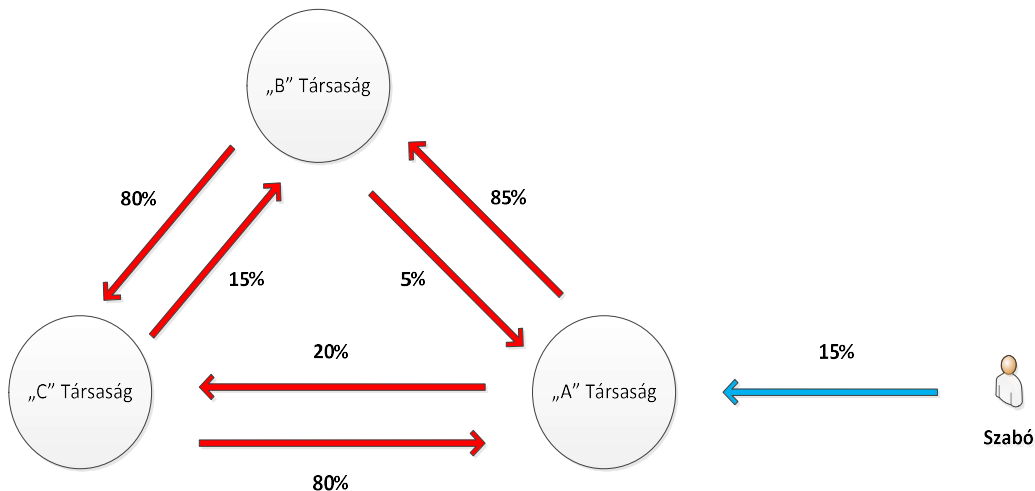 „B” Társaság
80%
85%
15%
5%
20%
15%
„C” Társaság
„A” Társaság
Szabó
80%